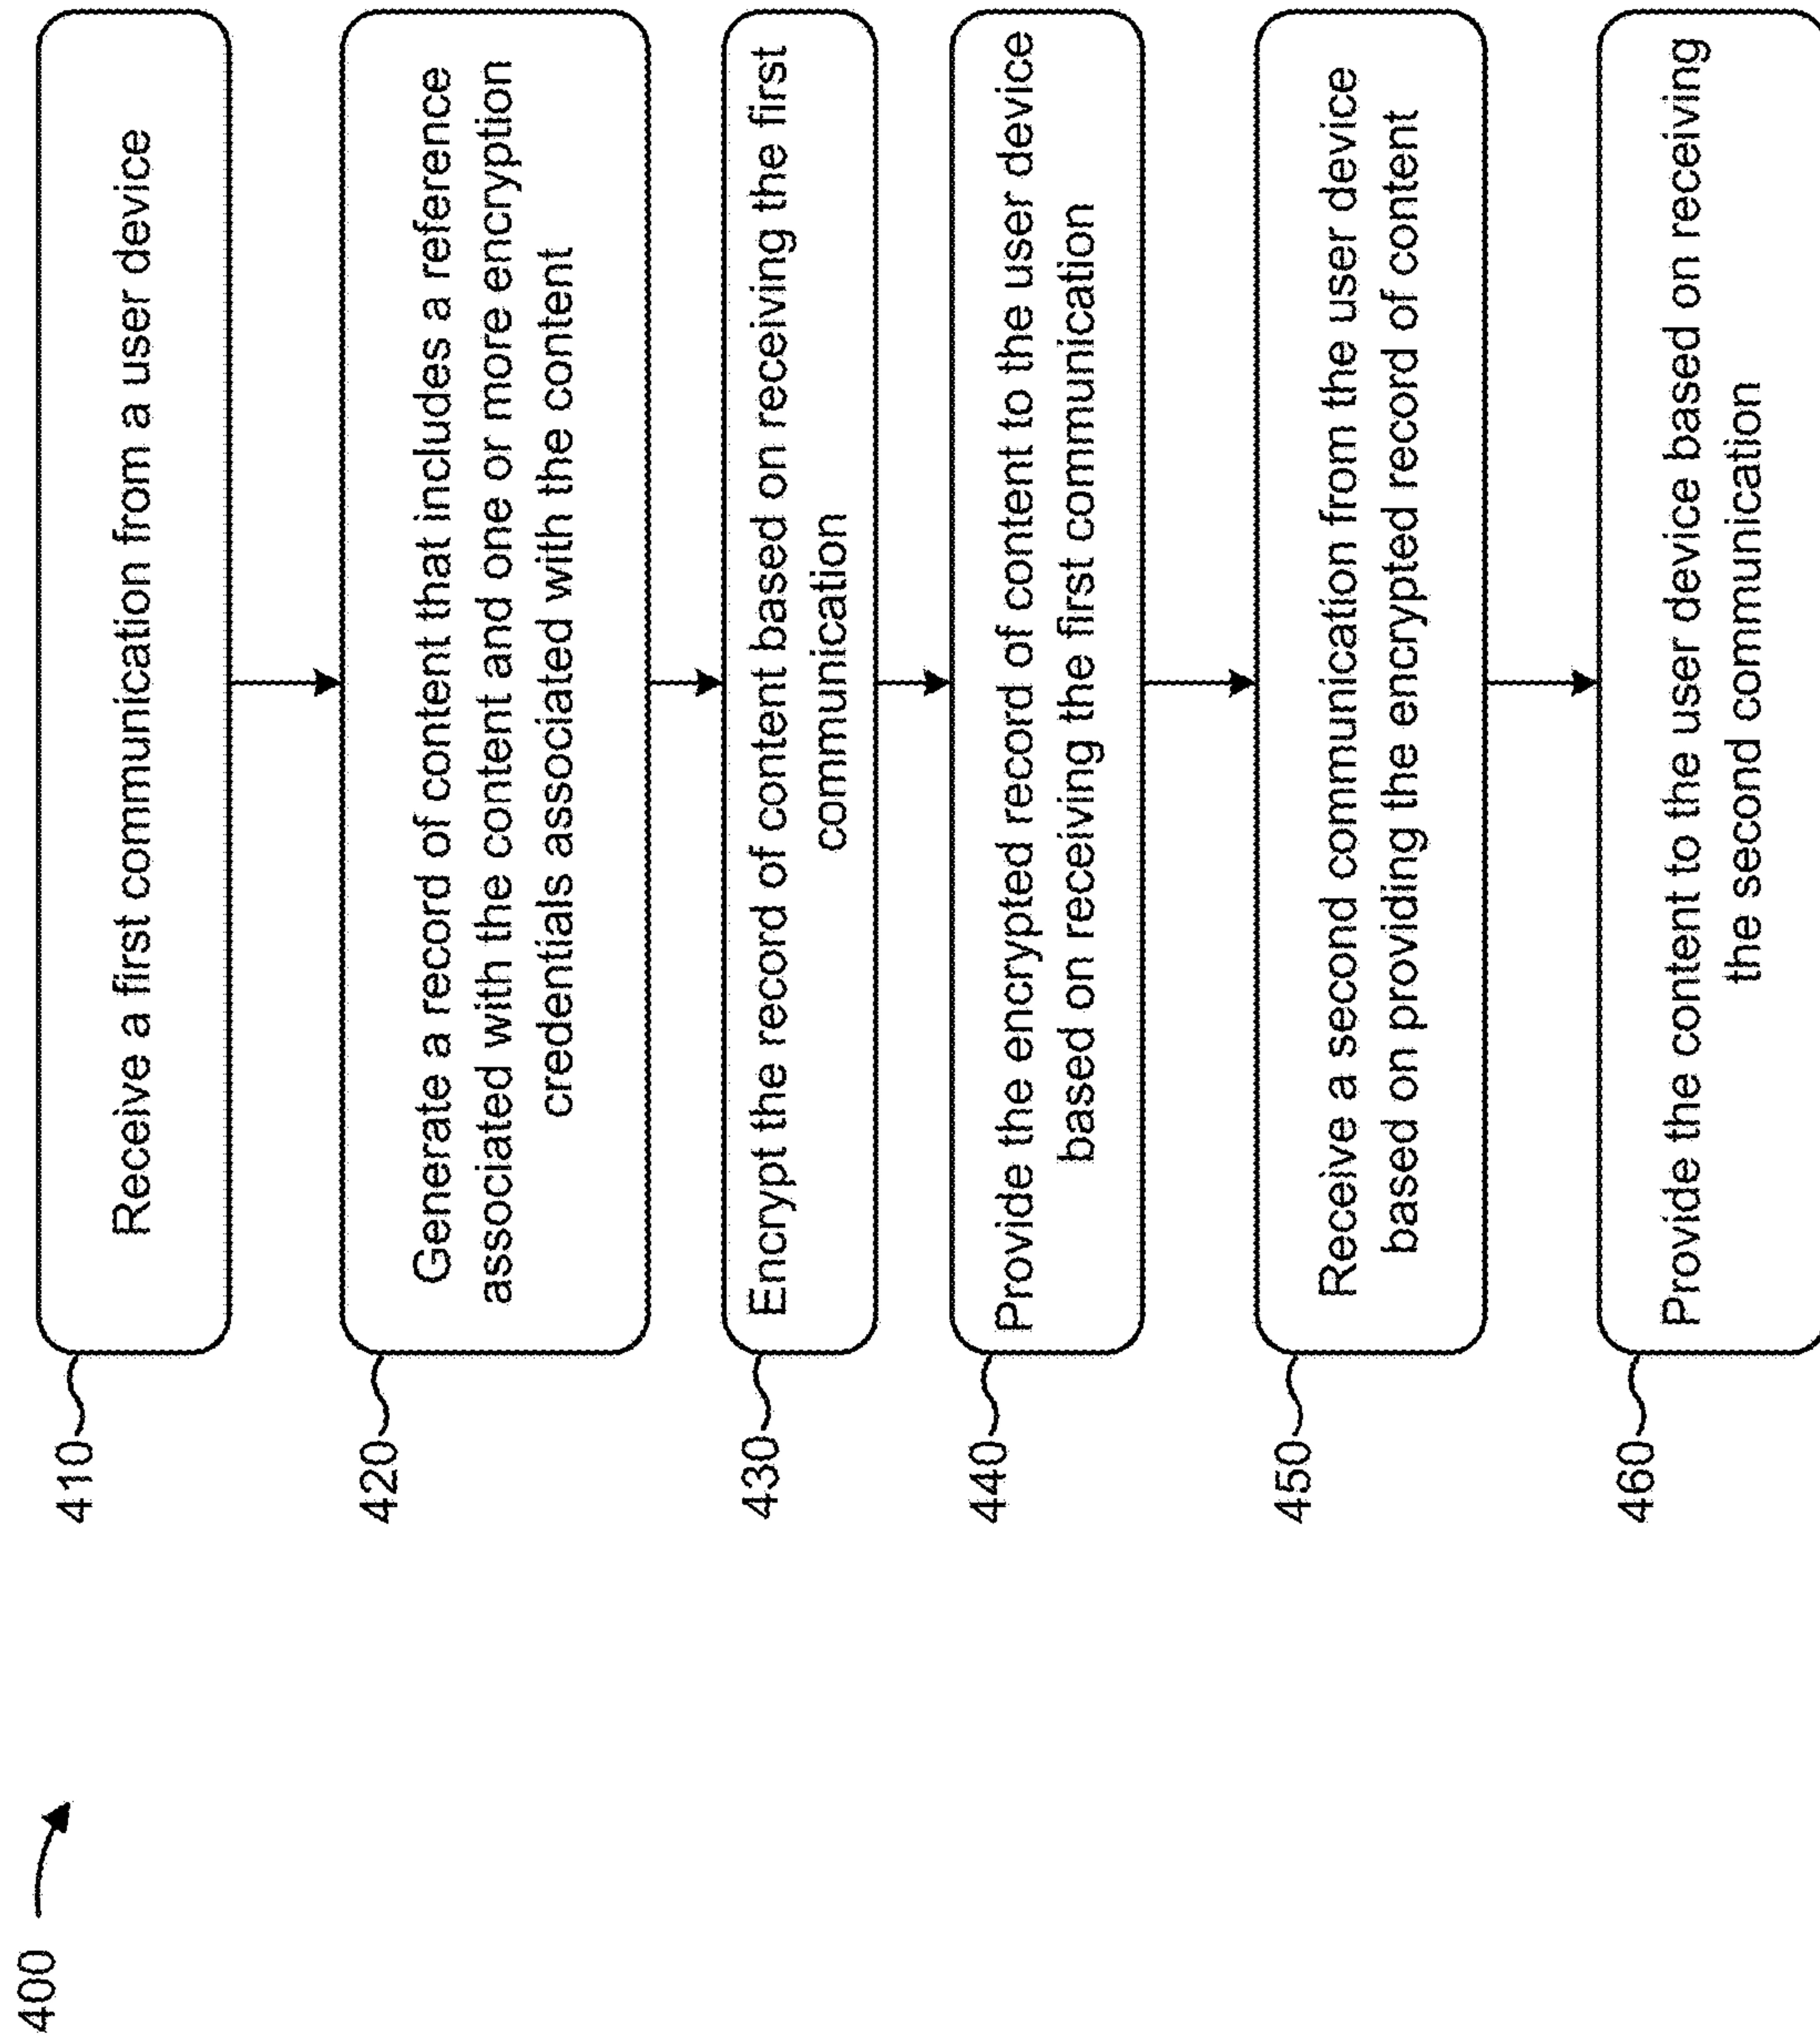 400
410
Receive a first communication from a user device
420
Generate a record of content that includes a reference
associated with the content and one or more encryption
credentials associated with the content
430
Encrypt the record of content based on receiving the first
communication
440
Provide the encrypted record of content to the user device
based on receiving the first communication
450
Receive a second communication from the user device
based on providing the encrypted record of content
460
Provide the content to the user device based on receiving
the second communication